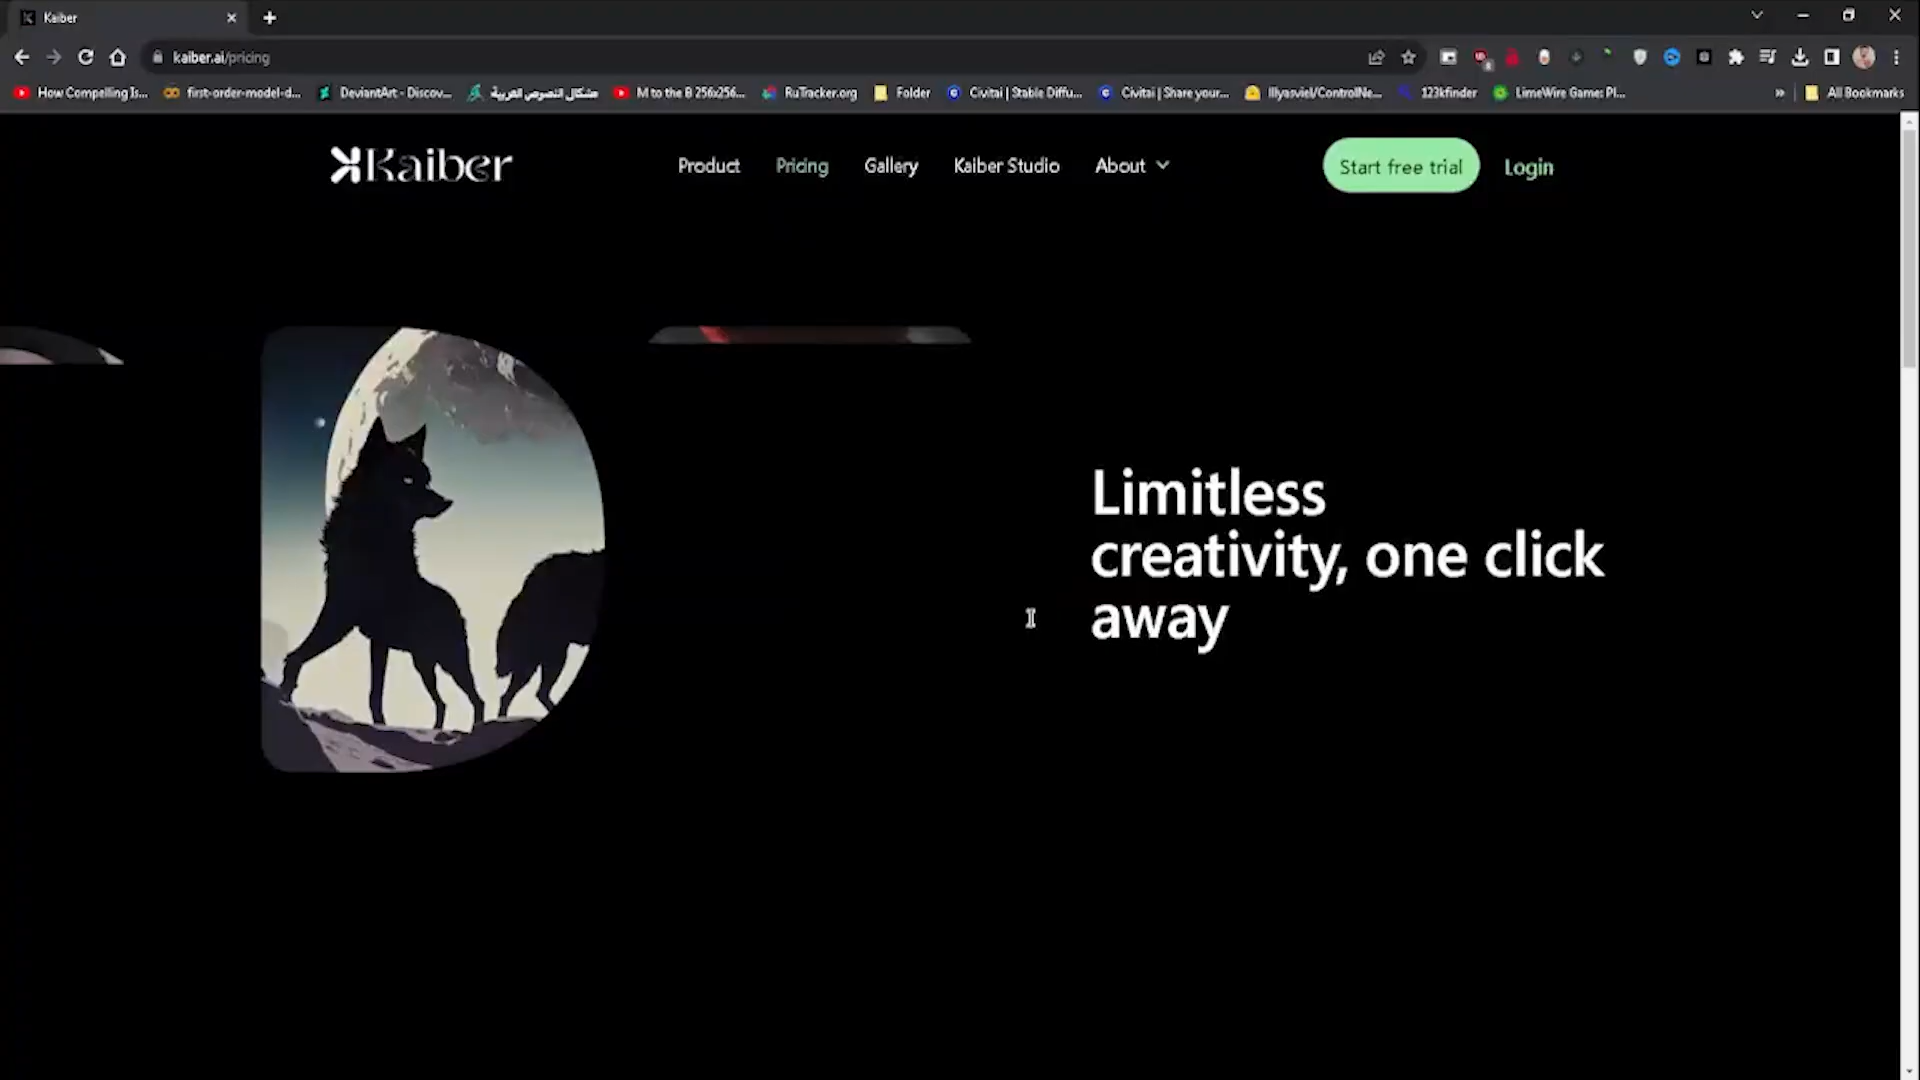 Kaiber
kaiber.ai/pricing
How Compelling Is...
first-order-model-d...
DeviantArt - Discov...
مشكال النصوص العربية
M to the B 256x256...
RuTracker.org
Folder
Civitai | Stable Diffu...
Civitai | Share your...
lllyasviel/ControlNe...
123kfinder
LimeWire Game: Pl...
»
All Bookmarks
Kaiber
Product
Pricing
Gallery
Kaiber Studio
About
Start free trial
Login
Limitless
creativity, one click
away